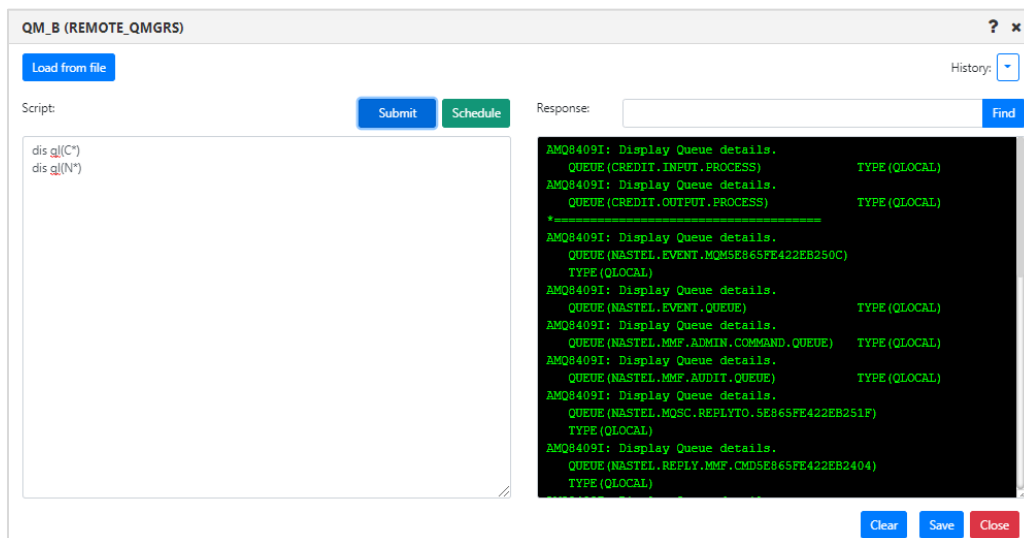 QM_B (REMOTE_QMGRS)
? ×
Load from file
History:
Script:
Submit
Schedule
Response:
Find
dis ql(C*)
dis ql(N*)
AMQ8409I: Display Queue details.
QUEUE(CREDIT.INPUT.PROCESS) TYPE(QLOCAL)
AMQ8409I: Display Queue details.
QUEUE(CREDIT.OUTPUT.PROCESS) TYPE(QLOCAL)
*=====================================
AMQ8409I: Display Queue details.
QUEUE(NASTEL.EVENT.MQM5E865FE422EB250C)
TYPE(QLOCAL)
AMQ8409I: Display Queue details.
QUEUE(NASTEL.EVENT.QUEUE) TYPE(QLOCAL)
AMQ8409I: Display Queue details.
QUEUE(NASTEL.MMF.ADMIN.COMMAND.QUEUE) TYPE(QLOCAL)
AMQ8409I: Display Queue details.
QUEUE(NASTEL.MMF.AUDIT.QUEUE) TYPE(QLOCAL)
AMQ8409I: Display Queue details.
QUEUE(NASTEL.MQSC.REPLYTO.5E865FE422EB251F)
TYPE(QLOCAL)
AMQ8409I: Display Queue details.
QUEUE(NASTEL.REPLY.MMF.CMD5E865FE422EB2404)
TYPE(QLOCAL)
Clear
Save
Close